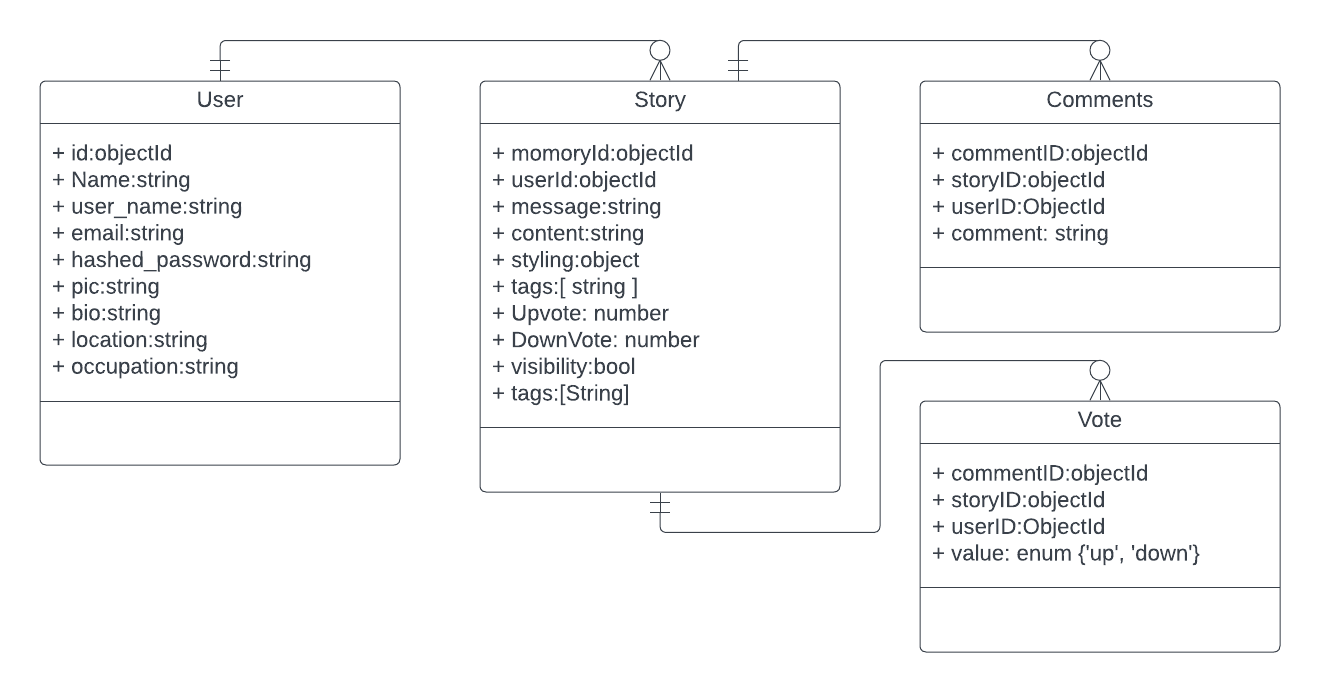 User
+ id:objectId
+ Name:string
+ user_name:string
+ email:string
+ hashed_password:string
+ pic:string
+ bio:string
+ location:string
+ occupation:string
Story
+ momoryId:objectId
+ userId:objectId
+ message:string
+ content:string
+ styling:object
+ tags:[ string ]
+ Upvote: number
+ DownVote: number
+ visibility:bool
+ tags:[String]
Comments
+ commentID:objectId
+ storyID:objectId
+ userID:ObjectId
+ comment: string
Vote
+ commentID:objectId
+ storyID:objectId
+ userID:ObjectId
+ value: enum {'up', 'down'}